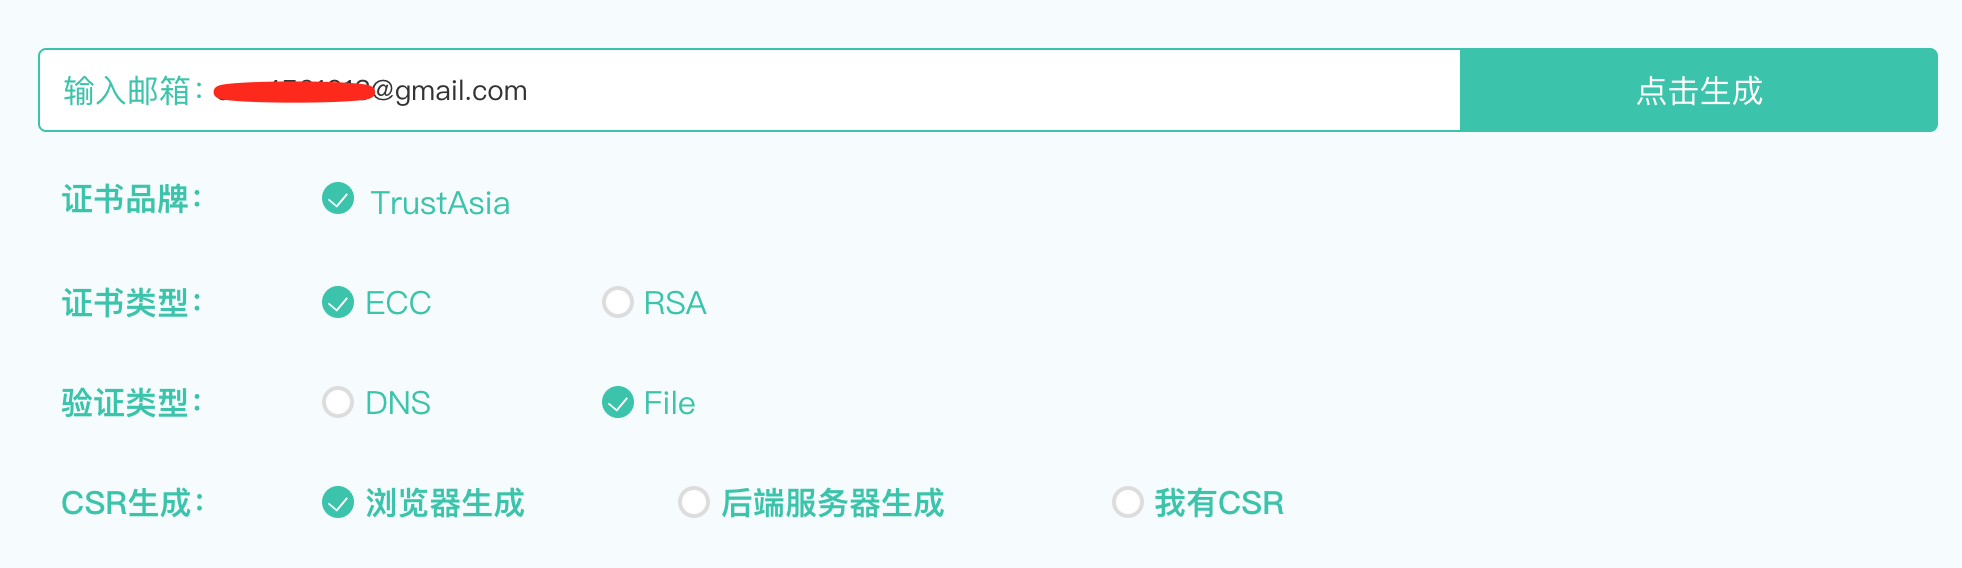 输入邮箱：@gmail.com 点击生成
证书品牌： TrustAsia
证书类型： ECC RSA
验证类型： DNS File
CSR生成： 浏览器生成 后端服务器生成 我有CSR